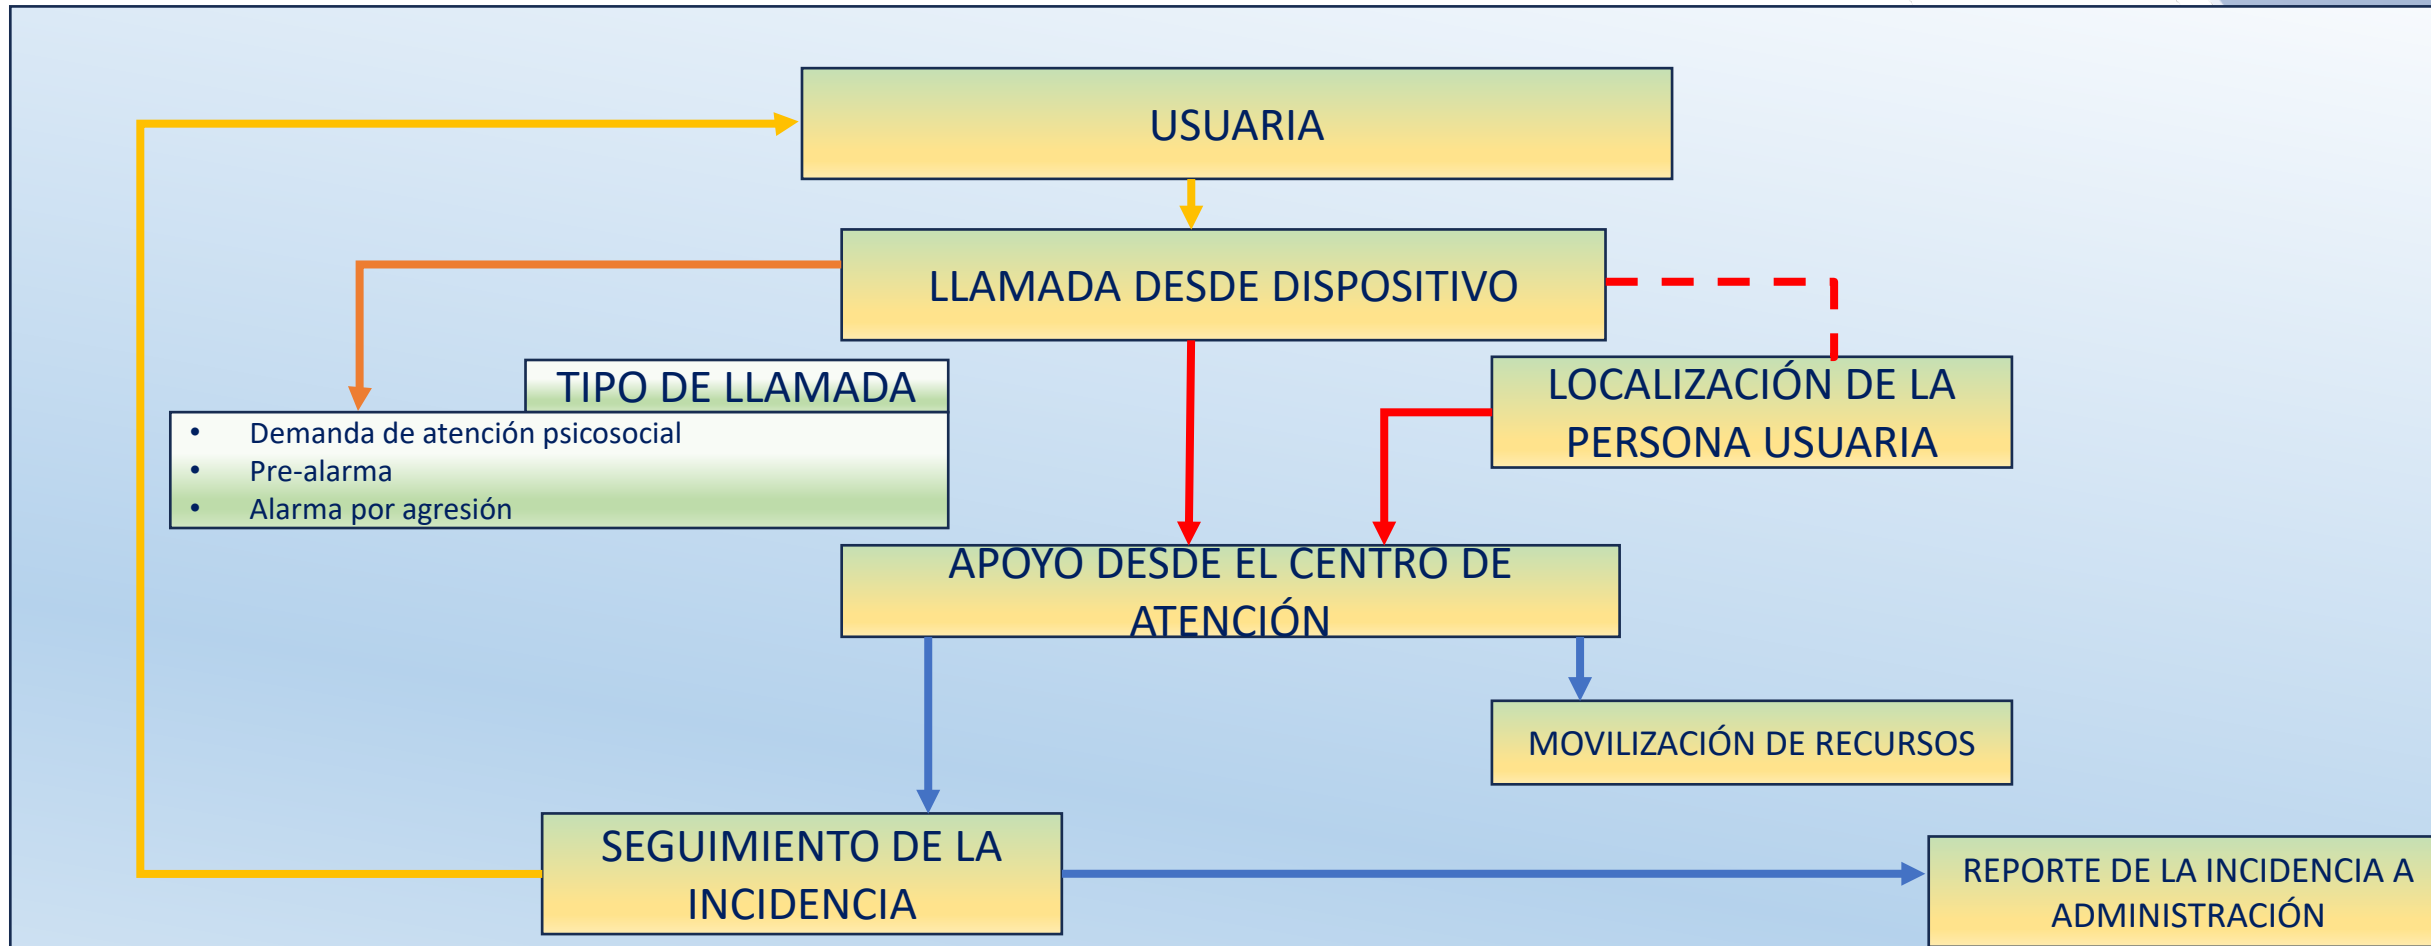 USUARIA
LLAMADA DESDE DISPOSITIVO
TIPO DE LLAMADA
• Demanda de atención psicosocial
• Pre-alarma
• Alarma por agresión
LOCALIZACIÓN DE LA
PERSONA USUARIA
APOYO DESDE EL CENTRO DE
ATENCIÓN
MOVILIZACIÓN DE RECURSOS
SEGUIMIENTO DE LA
INCIDENCIA
REPORTE DE LA INCIDENCIA A
ADMINISTRACIÓN